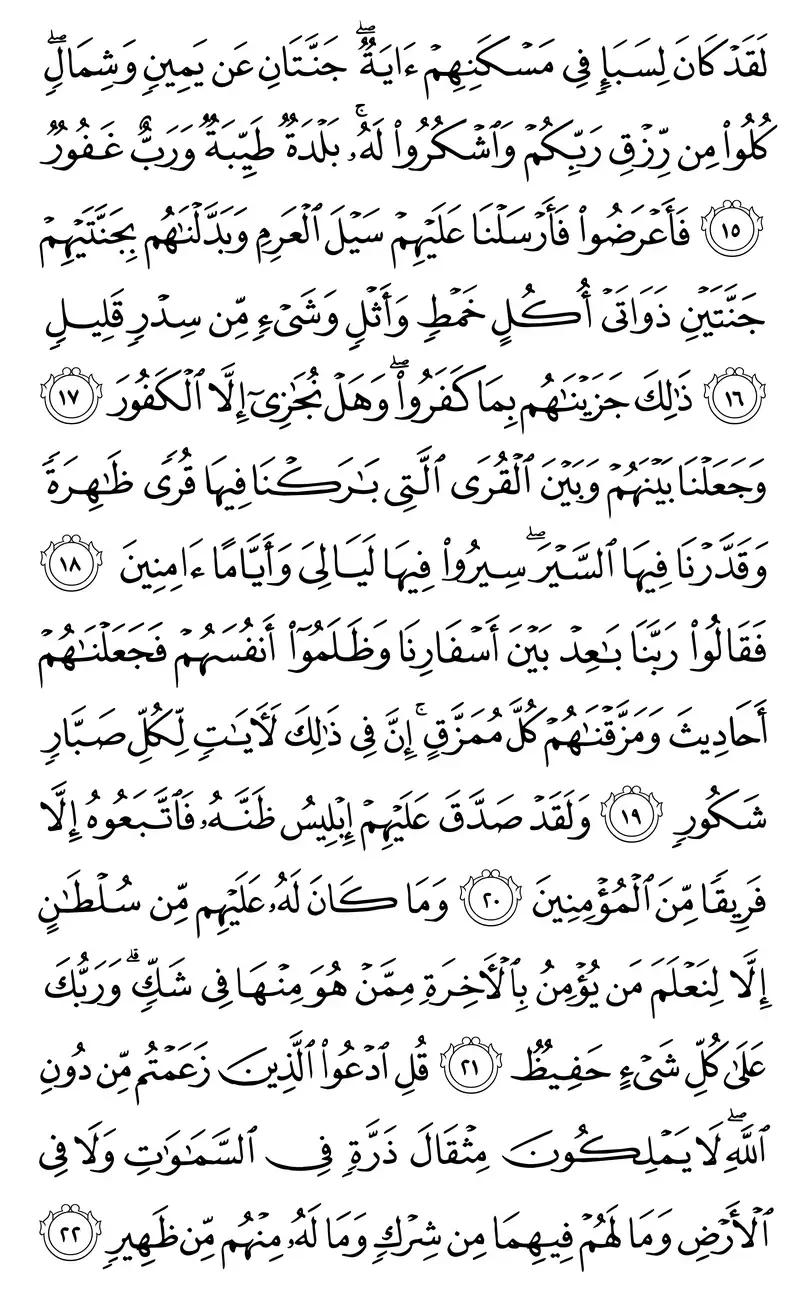 لَقَدْ كَانَ لِسَبَإٍ فِى مَسْكَنِهِمْ ءَايَةٌ ۖ جَنَّتَانِ عَن يَمِينٍ وَشِمَالٍ ۖ
كُلُوا۟ مِن رِّزْقِ رَبِّكُمْ وَٱشْكُرُوا۟ لَهُۥ ۚ بَلْدَةٌ طَيِّبَةٌ وَرَبٌّ غَفُورٌ
١٥ فَأَعْرَضُوا۟ فَأَرْسَلْنَا عَلَيْهِمْ سَيْلَ ٱلْعَرِمِ وَبَدَّلْنَٰهُم بِجَنَّتَيْهِمْ
جَنَّتَيْنِ ذَوَاتَىْ أُكُلٍ خَمْطٍ وَأَثْلٍ وَشَىْءٍ مِّن سِدْرٍ قَلِيلٍ
١٦ ذَٰلِكَ جَزَيْنَٰهُم بِمَا كَفَرُوا۟ ۖ وَهَلْ نُجَٰزِىٓ إِلَّا ٱلْكَفُورَ ١٧
وَجَعَلْنَا بَيْنَهُمْ وَبَيْنَ ٱلْقُرَى ٱلَّتِى بَٰرَكْنَا فِيهَا قُرًى ظَٰهِرَةً
وَقَدَّرْنَا فِيهَا ٱلسَّيْرَ ۖ سِيرُوا۟ فِيهَا لَيَالِىَ وَأَيَّامًا ءَامِنِينَ ١٨
فَقَالُوا۟ رَبَّنَا بَٰعِدْ بَيْنَ أَسْفَارِنَا وَظَلَمُوٓا۟ أَنفُسَهُمْ فَجَعَلْنَٰهُمْ
أَحَادِيثَ وَمَزَّقْنَٰهُمْ كُلَّ مُمَزَّقٍ ۚ إِنَّ فِى ذَٰلِكَ لَءَايَٰتٍ لِّكُلِّ صَبَّارٍ
شَكُورٍ ١٩ وَلَقَدْ صَدَّقَ عَلَيْهِمْ إِبْلِيسُ ظَنَّهُۥ فَٱتَّبَعُوهُ إِلَّا
فَرِيقًا مِّنَ ٱلْمُؤْمِنِينَ ٢٠ وَمَا كَانَ لَهُۥ عَلَيْهِم مِّن سُلْطَٰنٍ
إِلَّا لِنَعْلَمَ مَن يُؤْمِنُ بِٱلْءَاخِرَةِ مِمَّنْ هُوَ مِنْهَا فِى شَكٍّ ۗ وَرَبُّكَ
عَلَىٰ كُلِّ شَىْءٍ حَفِيظٌ ٢١ قُلِ ٱدْعُوا۟ ٱلَّذِينَ زَعَمْتُم مِّن دُونِ
ٱللَّهِ ۖ لَا يَمْلِكُونَ مِثْقَالَ ذَرَّةٍ فِى ٱلسَّمَٰوَٰتِ وَلَا فِى
ٱلْأَرْضِ وَمَا لَهُمْ فِيهِمَا مِن شِرْكٍ وَمَا لَهُۥ مِنْهُم مِّن ظَهِيرٍ ٢٢